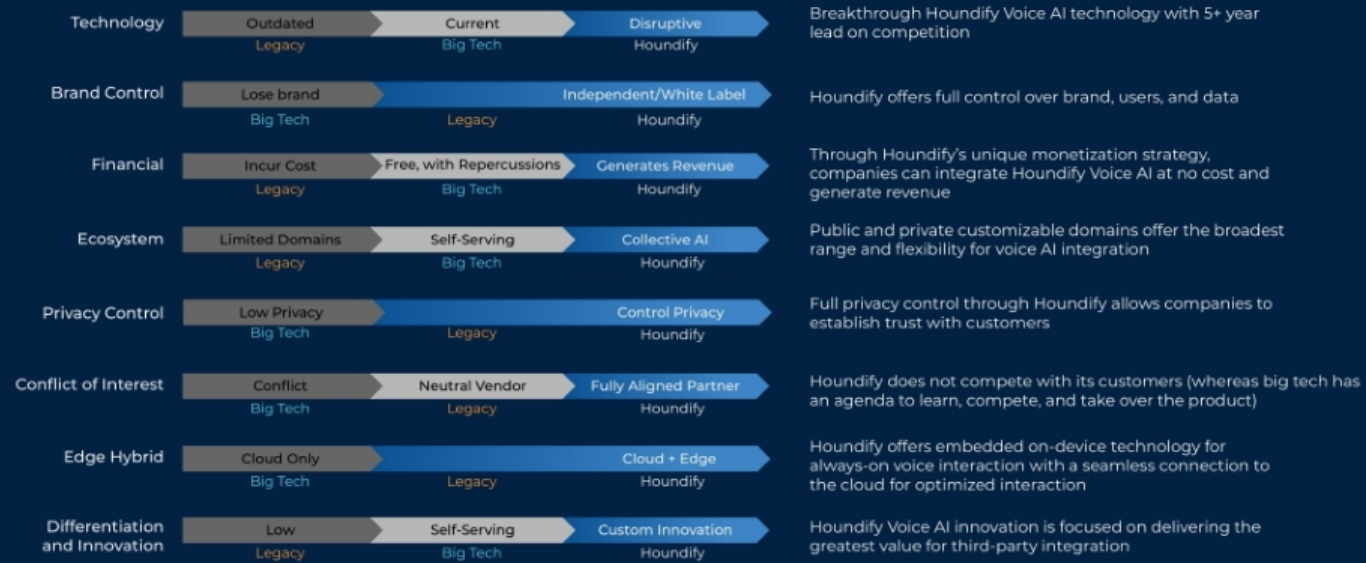 Technology
Outdated
Current
Disruptive
Legacy
Big Tech
Houndify
Breakthrough Houndify Voice AI technology with 5+ year
lead on competition
Brand Control
Lose brand
Independent/White Label
Big Tech
Legacy
Houndify
Houndify offers full control over brand, users, and data
Financial
Incur Cost
Free, with Repercussions
Generates Revenue
Legacy
Big Tech
Houndify
Through Houndify's unique monetization strategy,
companies can integrate Houndify Voice AI at no cost and
generate revenue
Ecosystem
Limited Domains
Self-Serving
Collective AI
Legacy
Big Tech
Houndify
Public and private customizable domains offer the broadest
range and flexibility for voice AI integration
Privacy Control
Low Privacy
Control Privacy
Big Tech
Legacy
Houndify
Full privacy control through Houndify allows companies to
establish trust with customers
Conflict of Interest
Conflict
Neutral Vendor
Fully Aligned Partner
Big Tech
Legacy
Houndify
Houndify does not compete with its customers (whereas big tech has
an agenda to learn, compete, and take over the product)
Edge Hybrid
Cloud Only
Cloud + Edge
Big Tech
Legacy
Houndify
Houndify offers embedded on-device technology for
always-on voice interaction with a seamless connection to
the cloud for optimized interaction
Differentiation
and Innovation
Low
Self-Serving
Custom Innovation
Legacy
Big Tech
Houndify
Houndify Voice AI innovation is focused on delivering the
greatest value for third-party integration